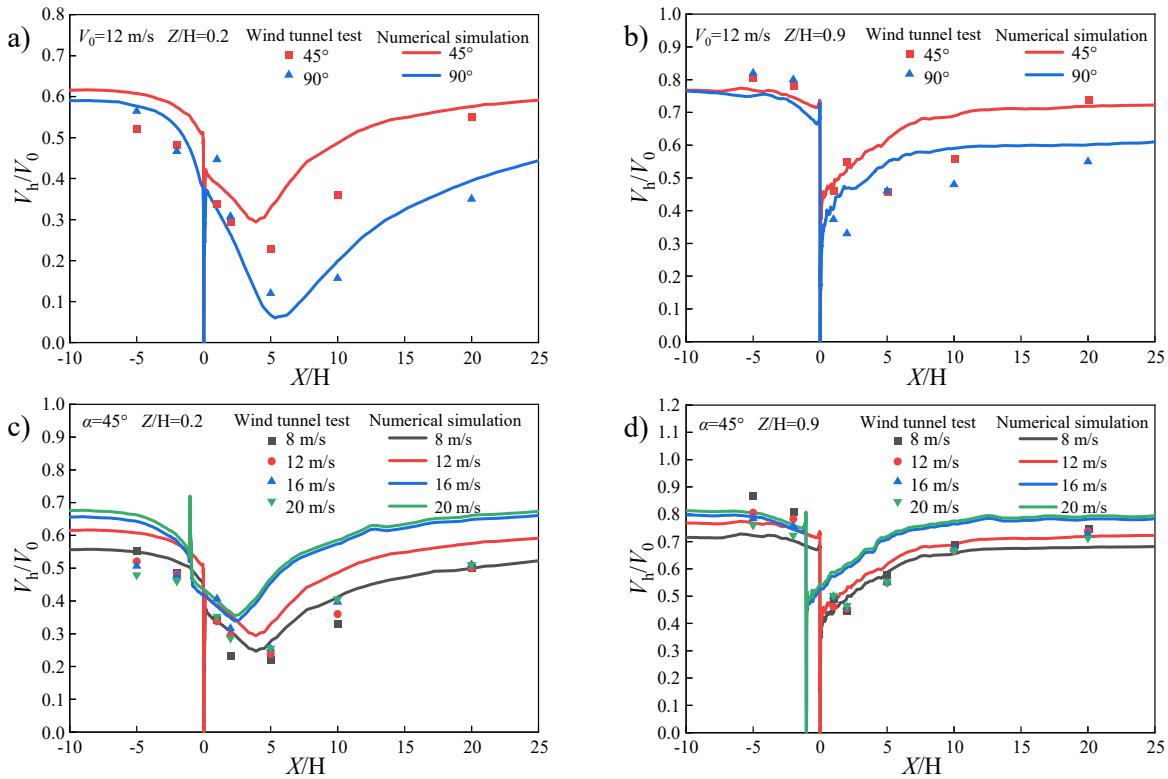 a)
V₀=12 m/s Z/H=0.2 Wind tunnel test Numerical simulation
45° 45°
90° 90°
0.8
0.7
0.6
0.5
0.4
0.3
0.2
0.1
0.0
Vh/V₀
-10 -5 0 5 10 15 20 25
X/H
b)
V₀=12 m/s Z/H=0.9 Wind tunnel test Numerical simulation
45° 45°
90° 90°
1.0
0.9
0.8
0.7
0.6
0.5
0.4
0.3
0.2
0.1
0.0
Vh/V₀
-10 -5 0 5 10 15 20 25
X/H
c)
α=45° Z/H=0.2 Wind tunnel test Numerical simulation
8 m/s 8 m/s
12 m/s 12 m/s
16 m/s 16 m/s
20 m/s 20 m/s
1.0
0.9
0.8
0.7
0.6
0.5
0.4
0.3
0.2
0.1
0.0
Vh/V₀
-10 -5 0 5 10 15 20 25
X/H
d)
α=45° Z/H=0.9 Wind tunnel test Numerical simulation
8 m/s 8 m/s
12 m/s 12 m/s
16 m/s 16 m/s
20 m/s 20 m/s
1.2
1.1
1.0
0.9
0.8
0.7
0.6
0.5
0.4
0.3
0.2
0.1
0.0
Vh/V₀
-10 -5 0 5 10 15 20 25
X/H